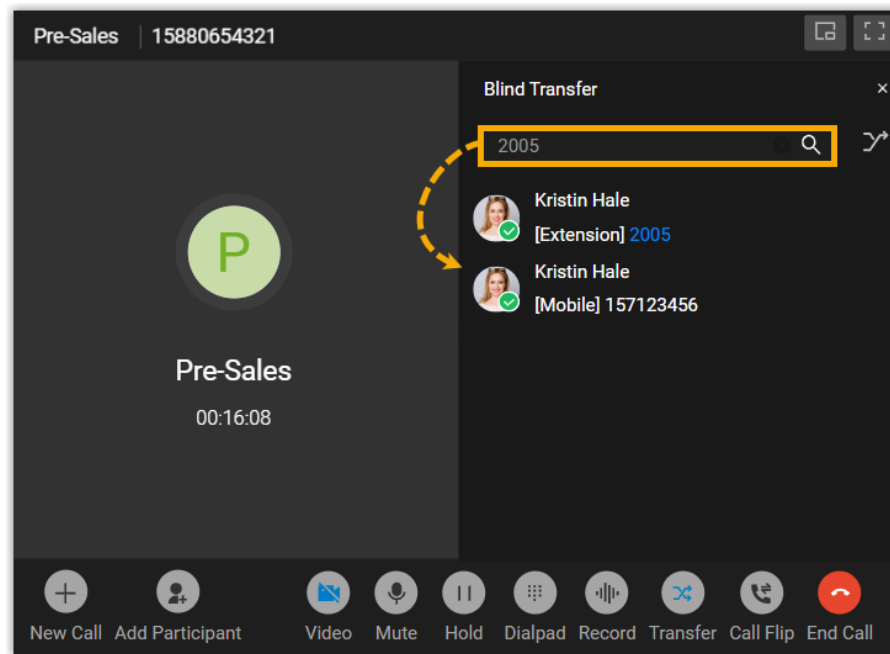 Pre-Sales 15880654321
Blind Transfer
2005
Kristin Hale
[Extension] 2005
Kristin Hale
[Mobile] 157123456
P
Pre-Sales
00:16:08
New Call Add Participant Video Mute Hold Dialpad Record Transfer Call Flip End Call